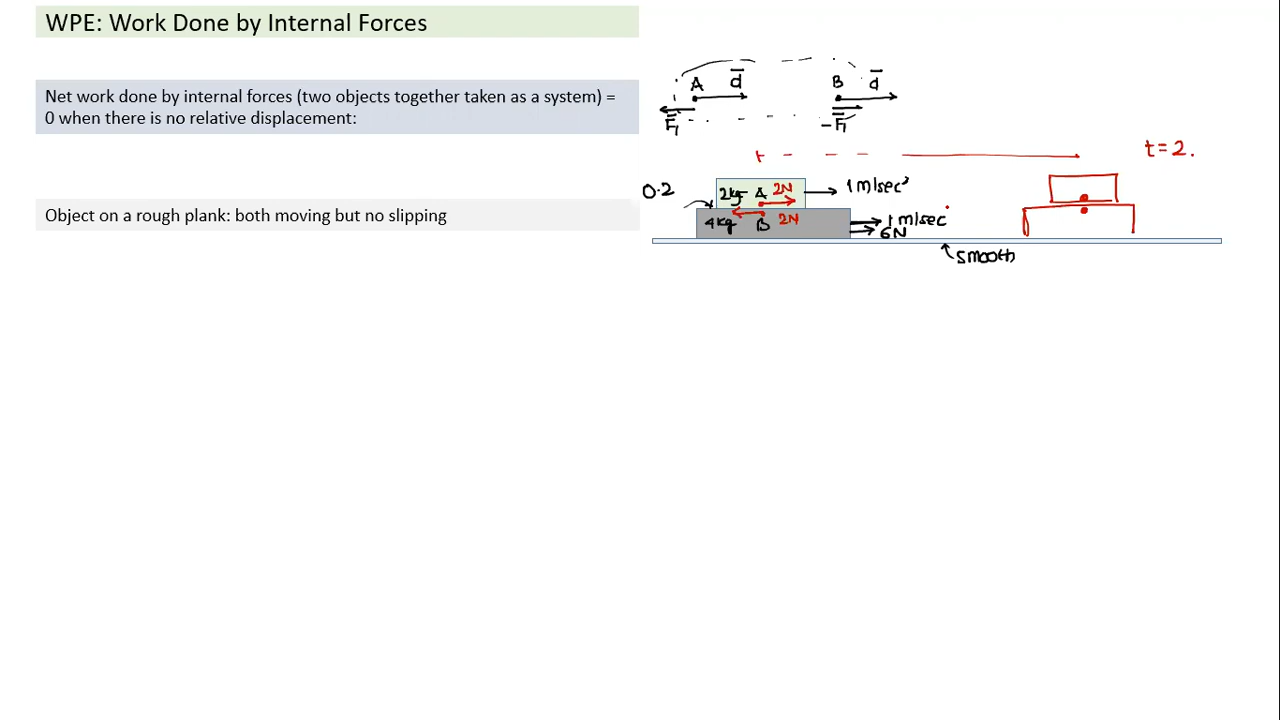 WPE: Work Done by Internal Forces
Net work done by internal forces (two objects together taken as a system) =
0 when there is no relative displacement:
Object on a rough plank: both moving but no slipping
A d̅ B d̅
F̅₁ -F̅₁
t=2.
0.2 2kg A 2N 1m/sec²
4kg B 2N 1m/sec
6N
smooth